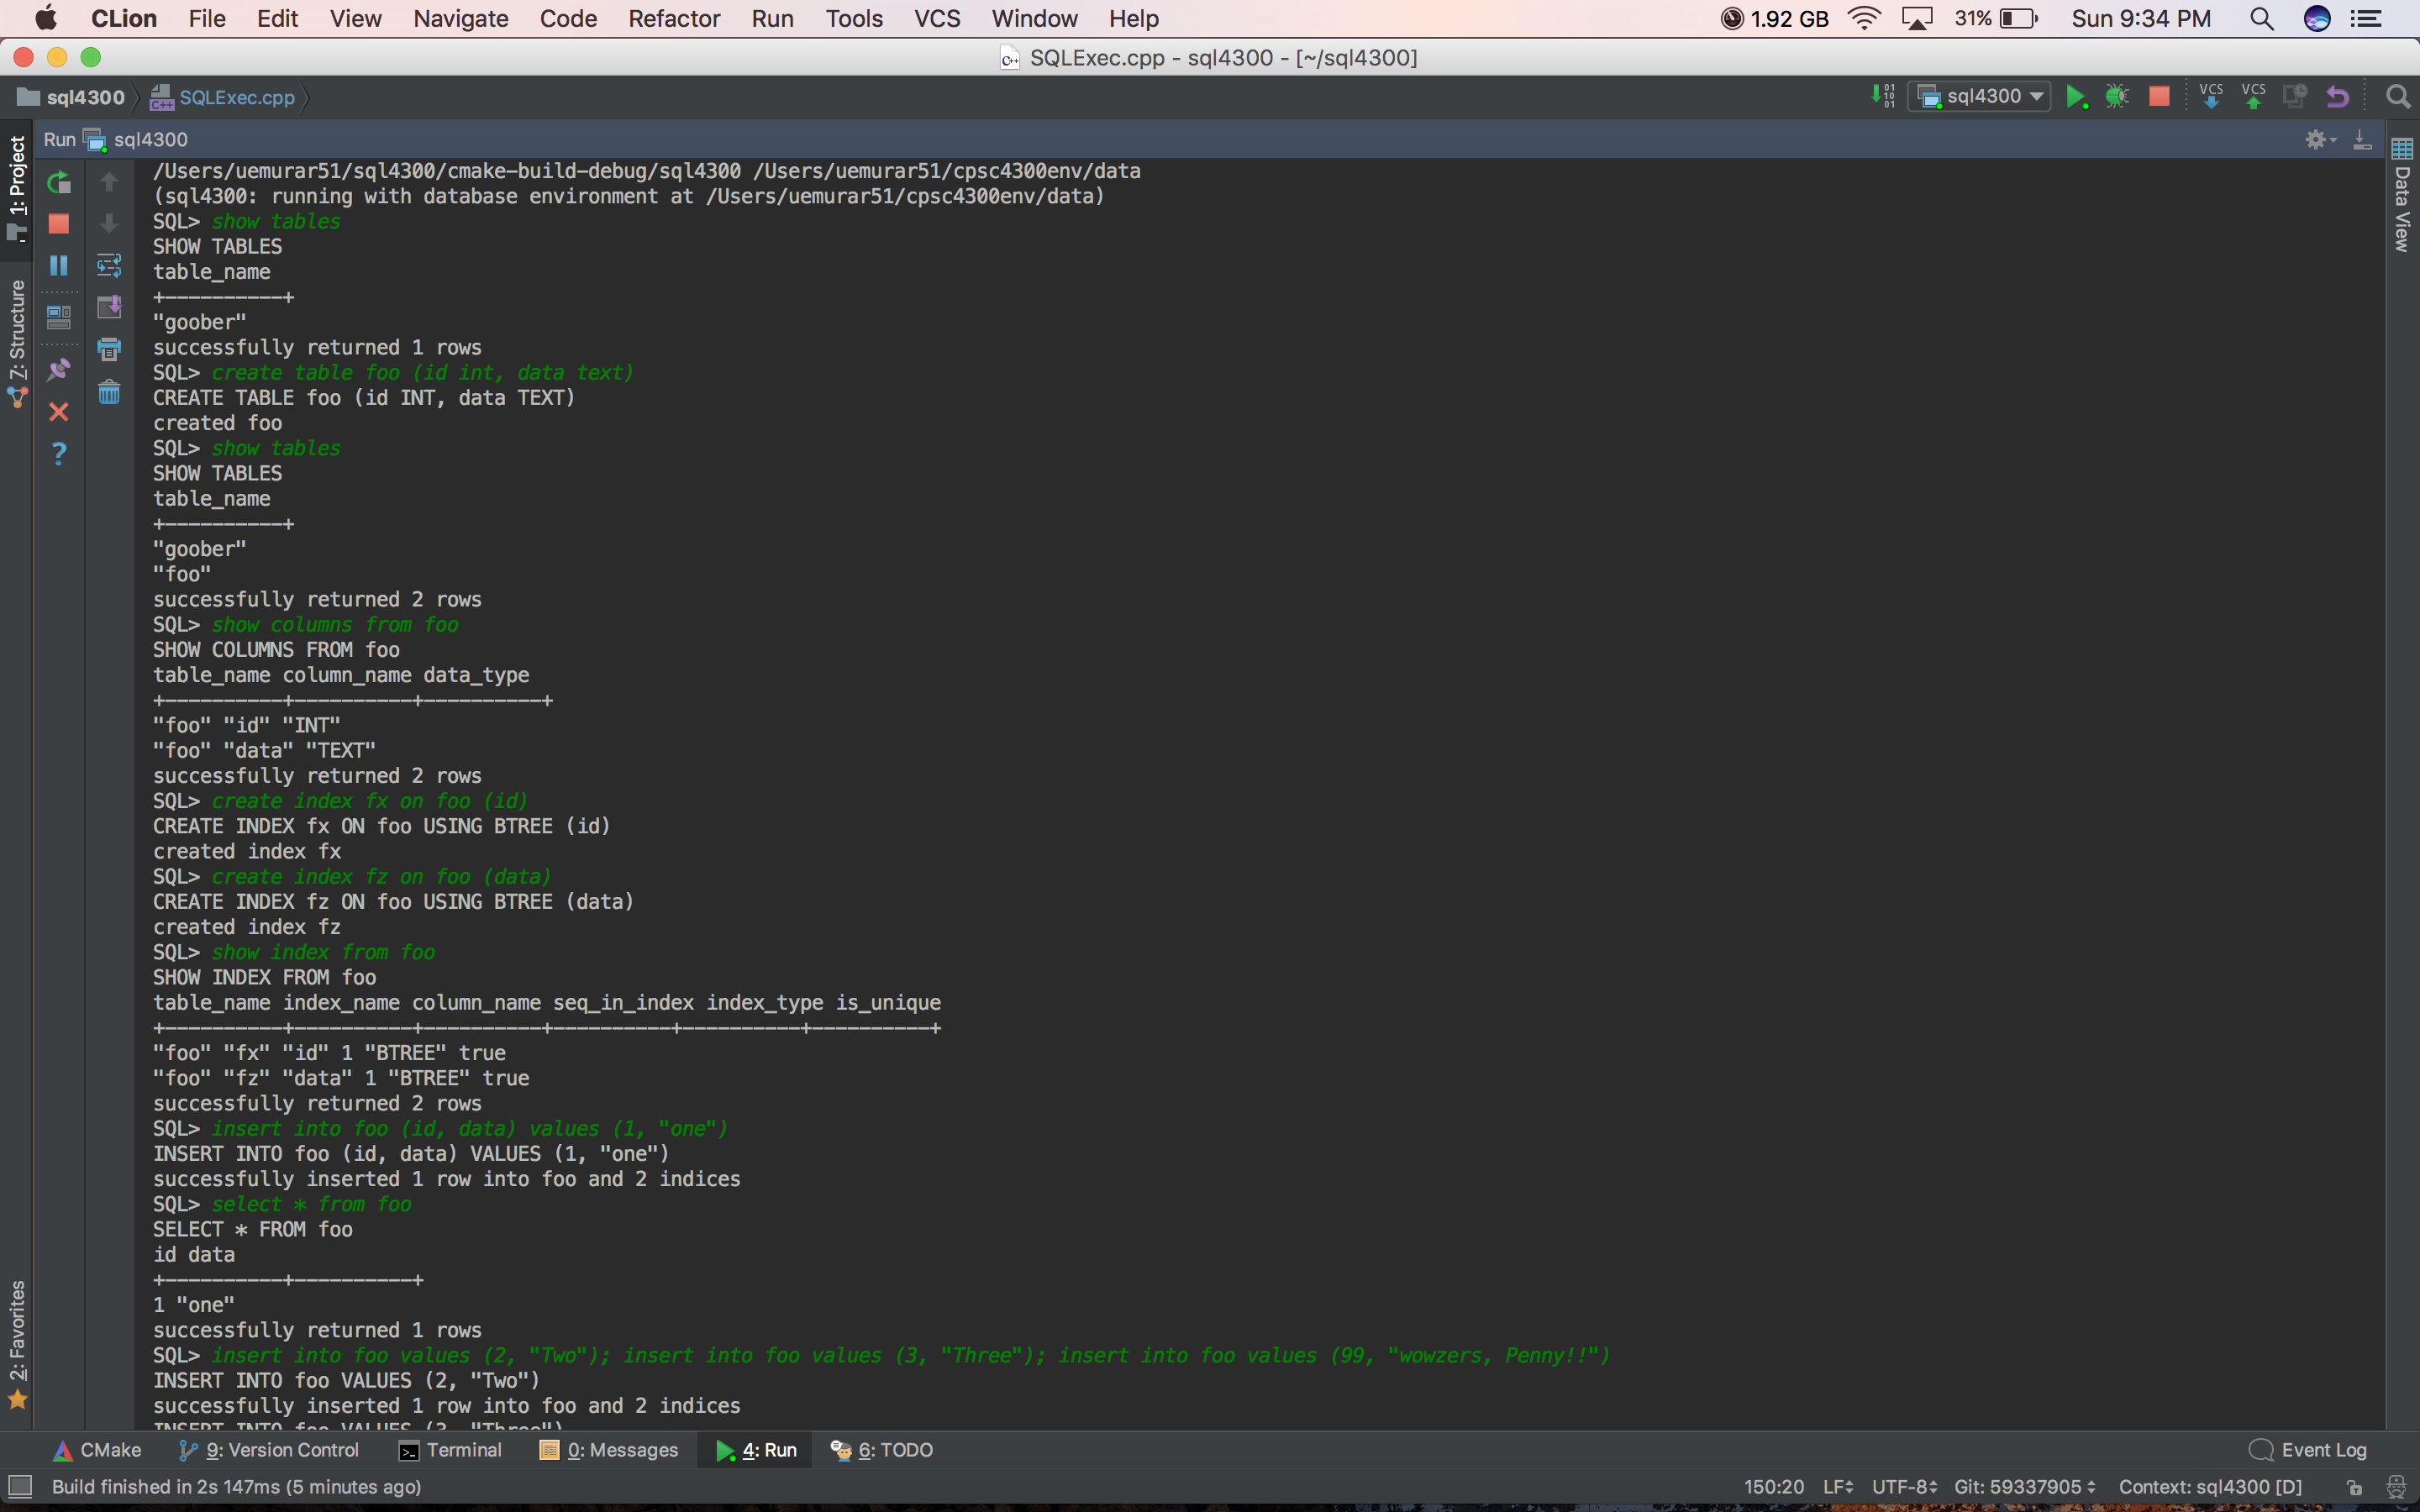 CLion File Edit View Navigate Code Refactor Run Tools VCS Window Help 1.92 GB 31% Sun 9:34 PM
SQLExec.cpp - sql4300 - [~/sql4300]
sql4300 SQLExec.cpp sql4300 VCS VCS
Run sql4300
1: Project
7: Structure
2: Favorites
Data View
/Users/uemurar51/sql4300/cmake-build-debug/sql4300 /Users/uemurar51/cpsc4300env/data
(sql4300: running with database environment at /Users/uemurar51/cpsc4300env/data)
SQL> show tables
SHOW TABLES
table_name
+----------+
"goober"
successfully returned 1 rows
SQL> create table foo (id int, data text)
CREATE TABLE foo (id INT, data TEXT)
created foo
SQL> show tables
SHOW TABLES
table_name
+----------+
"goober"
"foo"
successfully returned 2 rows
SQL> show columns from foo
SHOW COLUMNS FROM foo
table_name column_name data_type
+----------+----------+----------+
"foo" "id" "INT"
"foo" "data" "TEXT"
successfully returned 2 rows
SQL> create index fx on foo (id)
CREATE INDEX fx ON foo USING BTREE (id)
created index fx
SQL> create index fz on foo (data)
CREATE INDEX fz ON foo USING BTREE (data)
created index fz
SQL> show index from foo
SHOW INDEX FROM foo
table_name index_name column_name seq_in_index index_type is_unique
+----------+----------+----------+----------+----------+----------+
"foo" "fx" "id" 1 "BTREE" true
"foo" "fz" "data" 1 "BTREE" true
successfully returned 2 rows
SQL> insert into foo (id, data) values (1, "one")
INSERT INTO foo (id, data) VALUES (1, "one")
successfully inserted 1 row into foo and 2 indices
SQL> select * from foo
SELECT * FROM foo
id data
+----------+----------+
1 "one"
successfully returned 1 rows
SQL> insert into foo values (2, "Two"); insert into foo values (3, "Three"); insert into foo values (99, "wowzers, Penny!!")
INSERT INTO foo VALUES (2, "Two")
successfully inserted 1 row into foo and 2 indices
INSERT INTO foo VALUES (3, "Three")
CMake 9: Version Control Terminal 0: Messages 4: Run 6: TODO Event Log
Build finished in 2s 147ms (5 minutes ago) 150:20 LF UTF-8 Git: 59337905 Context: sql4300 [D]